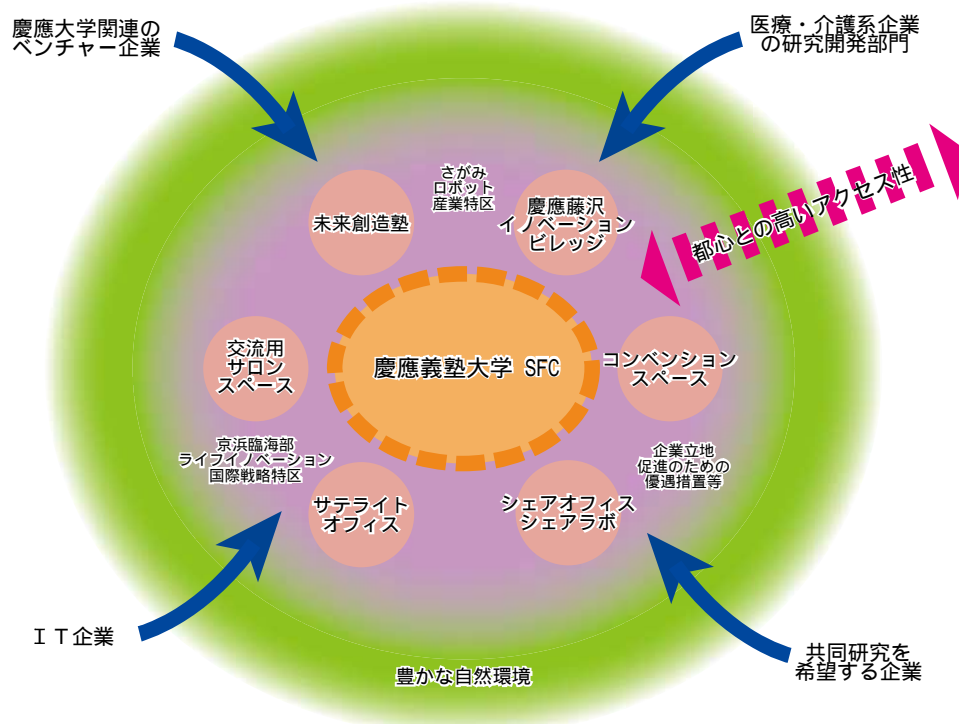 慶應大学関連の
ベンチャー企業
医療・介護系企業
の研究開発部門
さがみ
ロボット
産業特区
未来創造塾
慶應藤沢
イノベーション
ビレッジ
都心との高いアクセス性
交流用
サロン
スペース
慶應義塾大学 SFC
コンベンション
スペース
京浜臨海部
ライフイノベーション
国際戦略特区
企業立地
促進のための
優遇措置等
サテライト
オフィス
シェアオフィス
シェアラボ
ＩＴ企業
共同研究を
希望する企業
豊かな自然環境